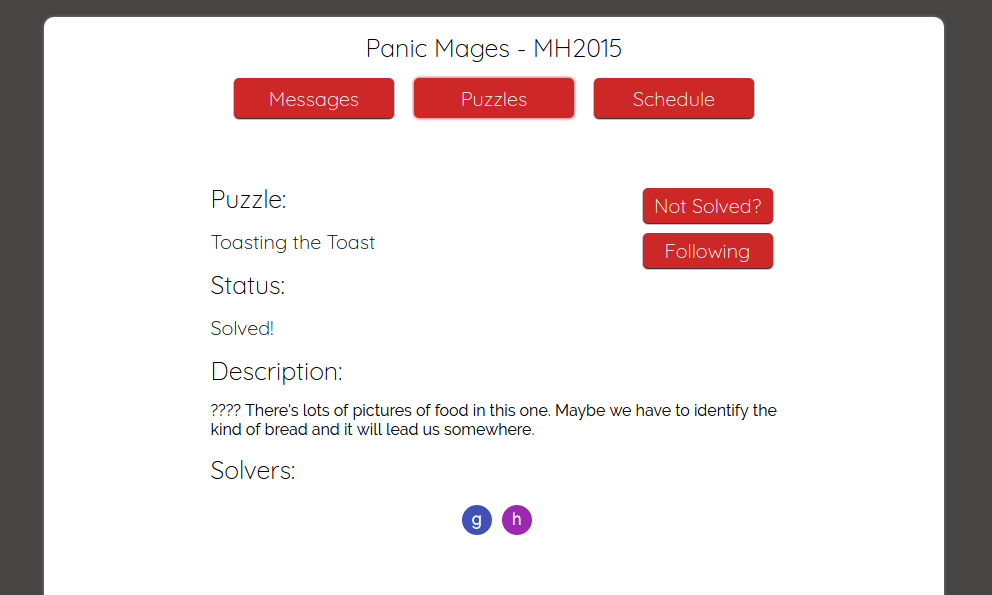 Panic Mages - MH2015
Messages
Puzzles
Schedule
Puzzle:
Not Solved?
Toasting the Toast
Following
Status:
Solved!
Description:
???? There's lots of pictures of food in this one. Maybe we have to identify the
kind of bread and it will lead us somewhere.
Solvers:
g
h